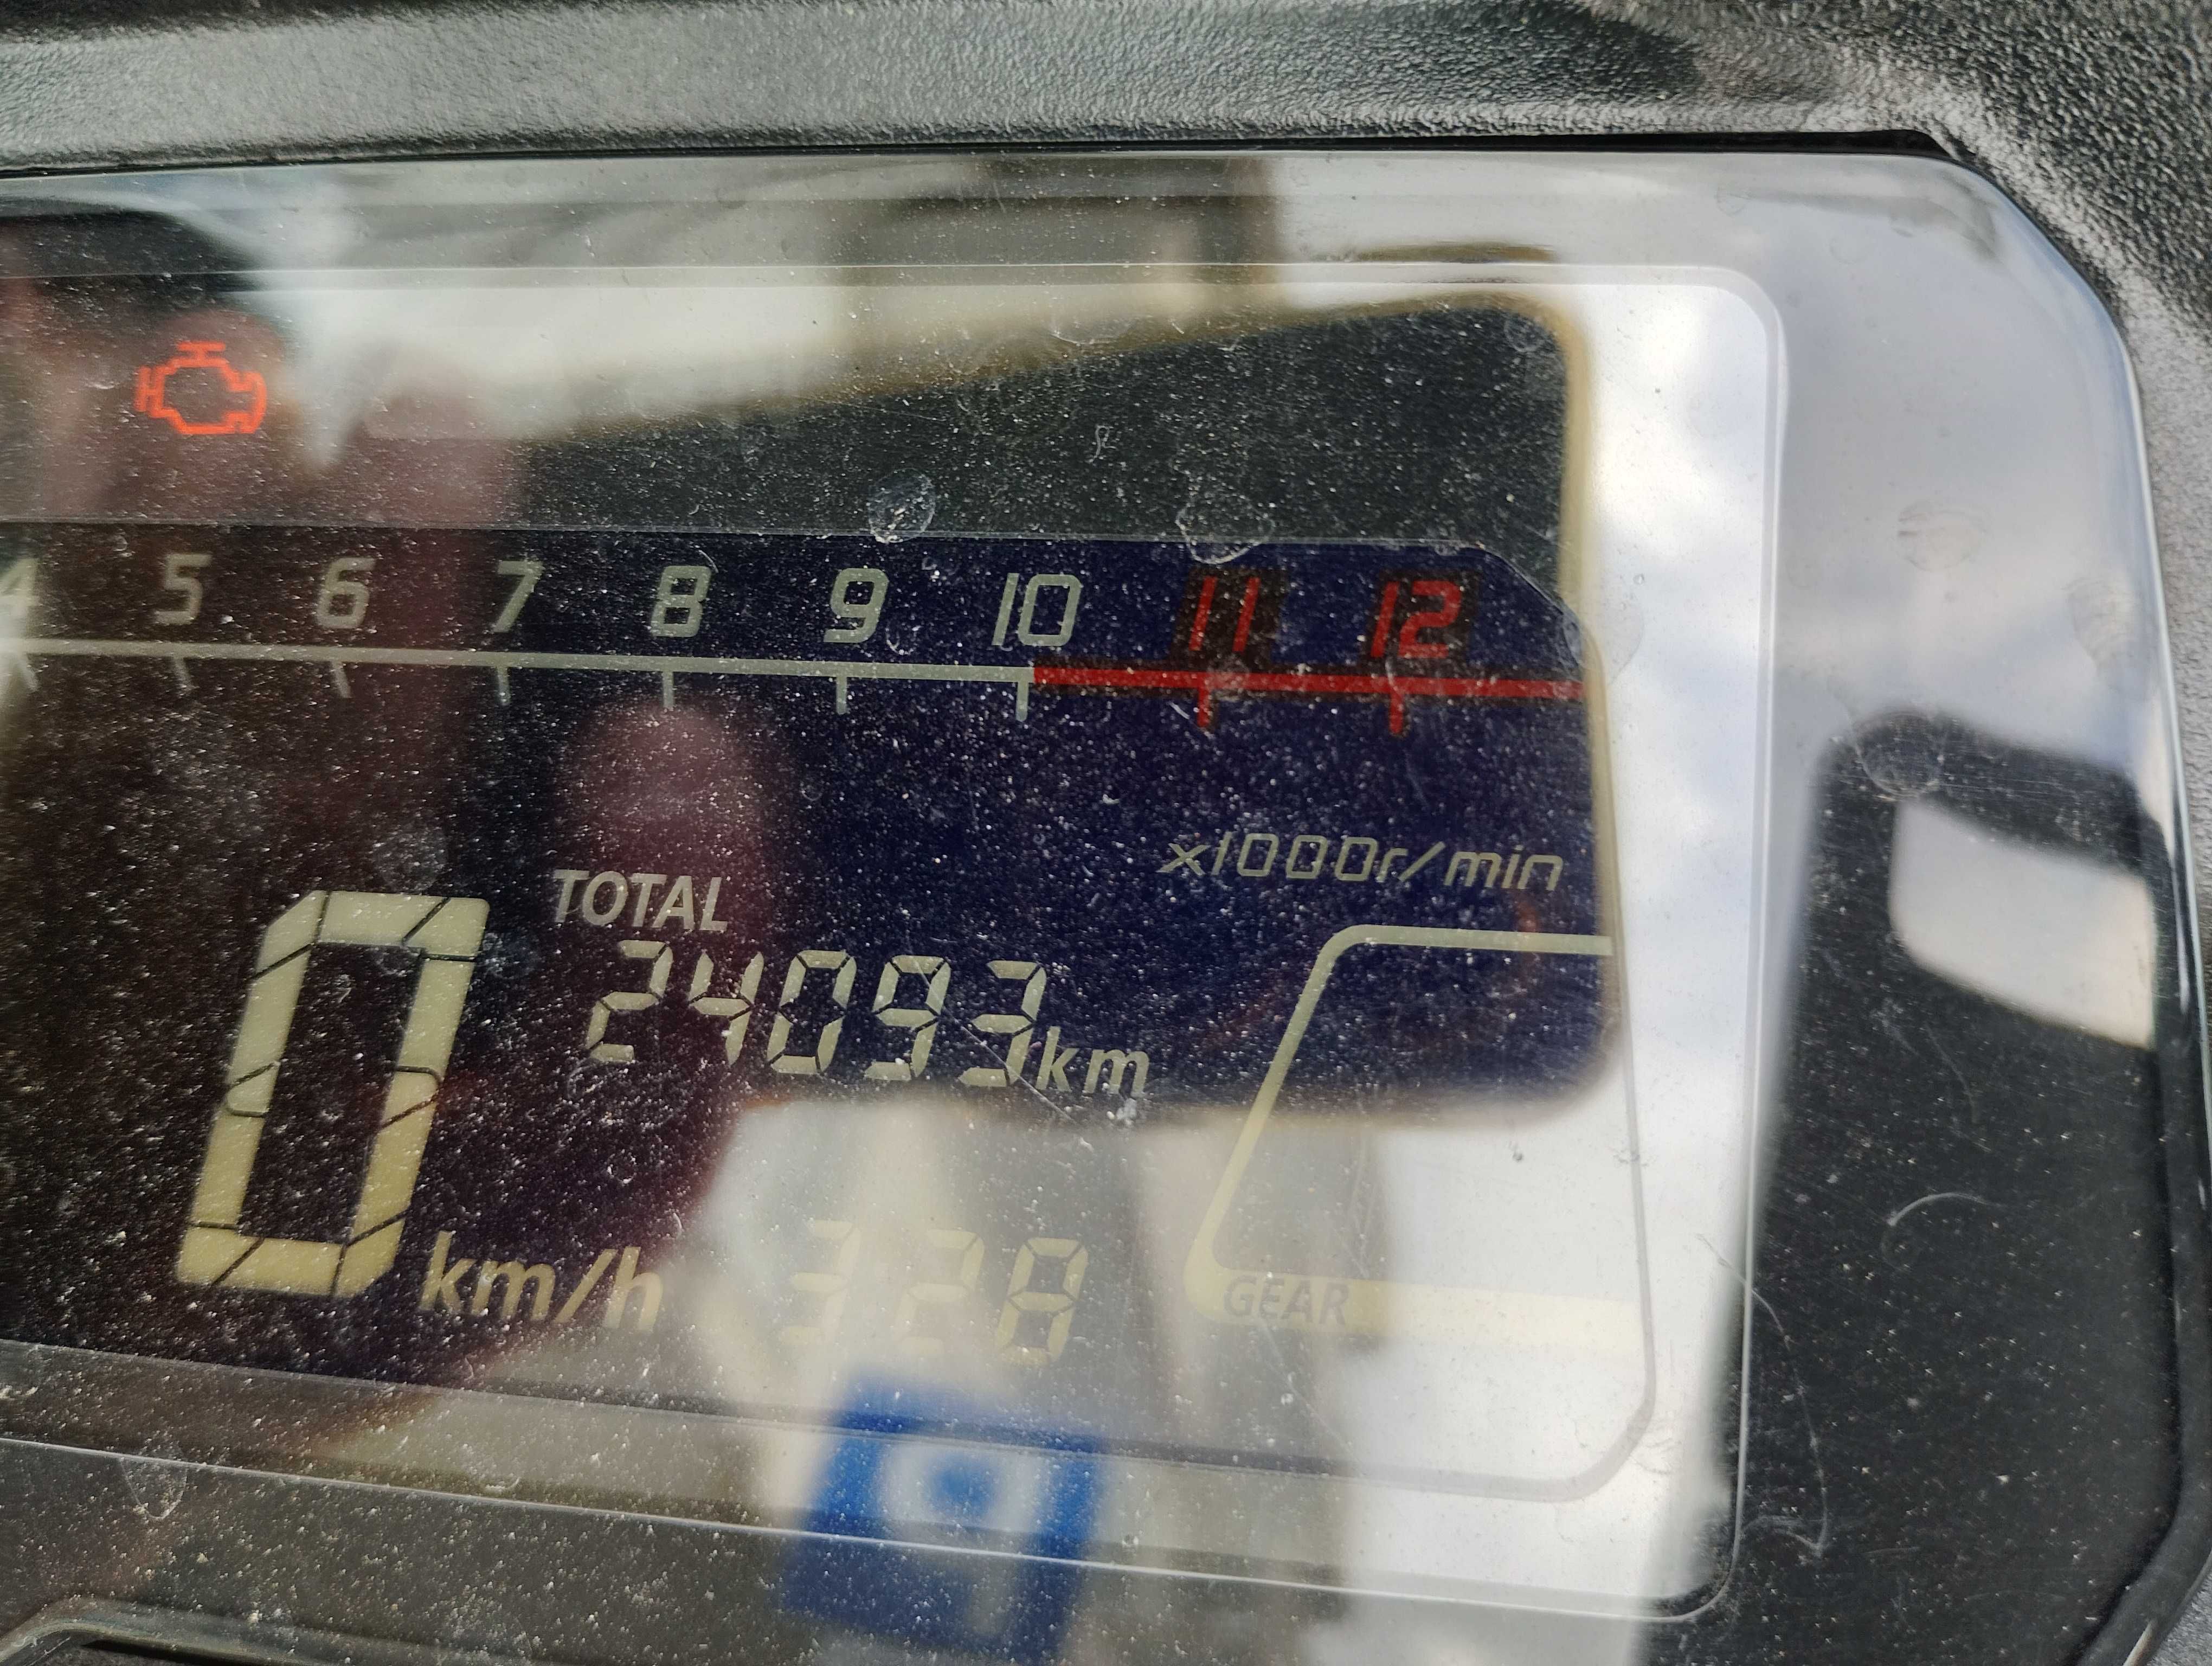 4 5 6 7 8 9 10 11 12
x1000r/min
TOTAL
24093km
0 km/h
3:28
GEAR